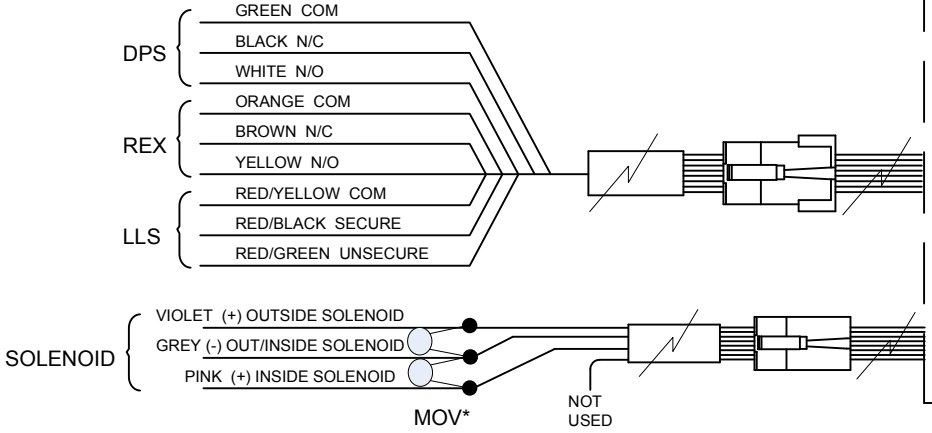 GREEN COM
BLACK N/C
DPS
WHITE N/O
ORANGE COM
BROWN N/C
REX
YELLOW N/O
RED/YELLOW COM
RED/BLACK SECURE
LLS
RED/GREEN UNSECURE
VIOLET (+) OUTSIDE SOLENOID
GREY (-) OUT/INSIDE SOLENOID
SOLENOID
PINK (+) INSIDE SOLENOID
NOT
USED
MOV*